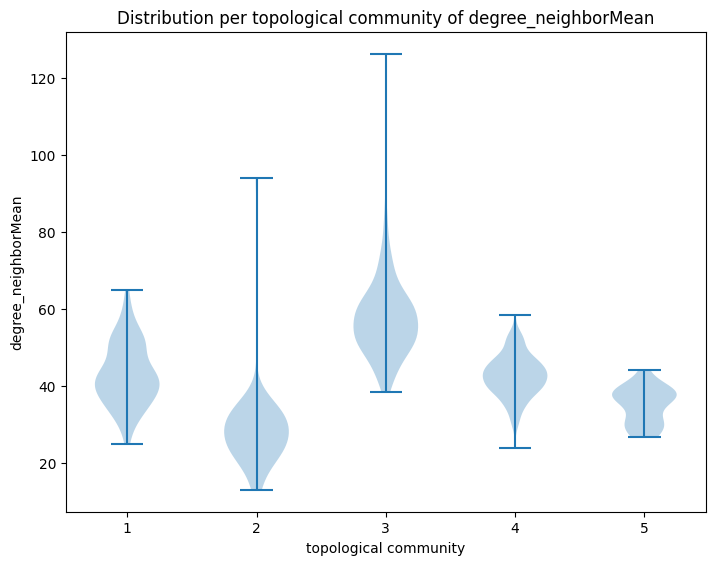 Distribution per topological community of degree_neighborMean
degree_neighborMean
120
100
80
60
40
20
1 2 3 4 5
topological community